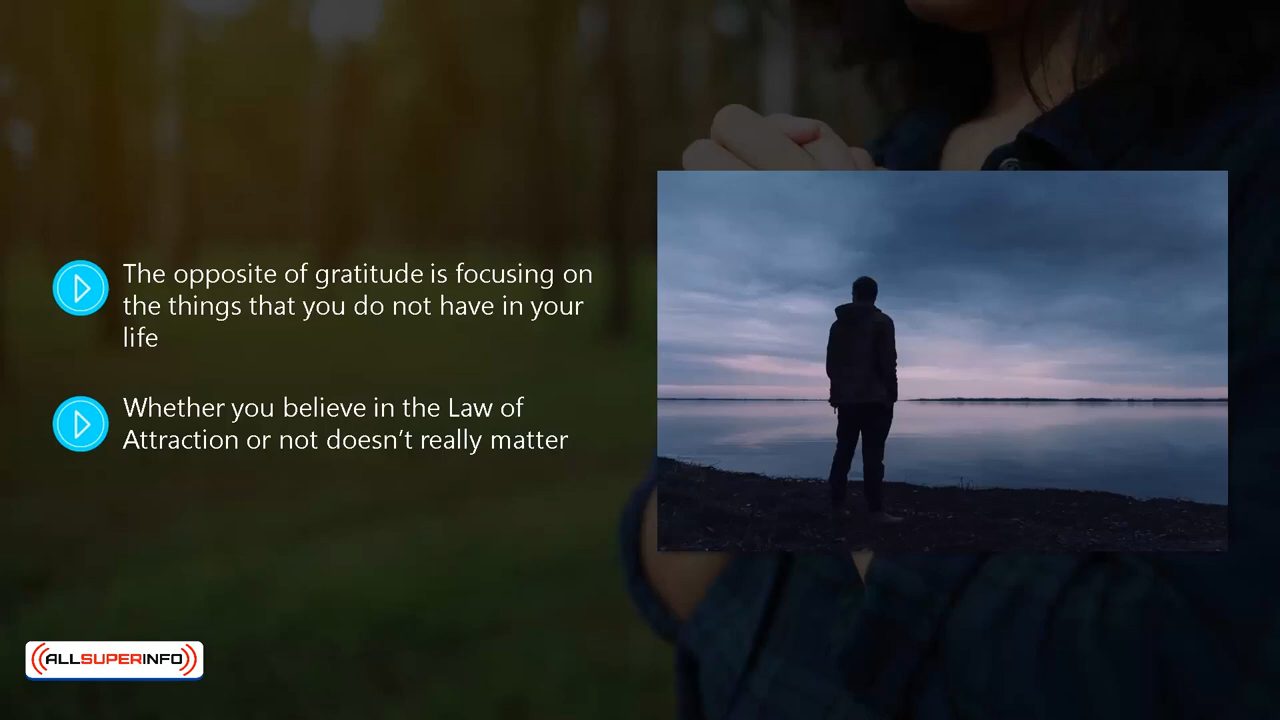 The opposite of gratitude is focusing on
the things that you do not have in your
life
Whether you believe in the Law of
Attraction or not doesn’t really matter
ALLSUPERINFO